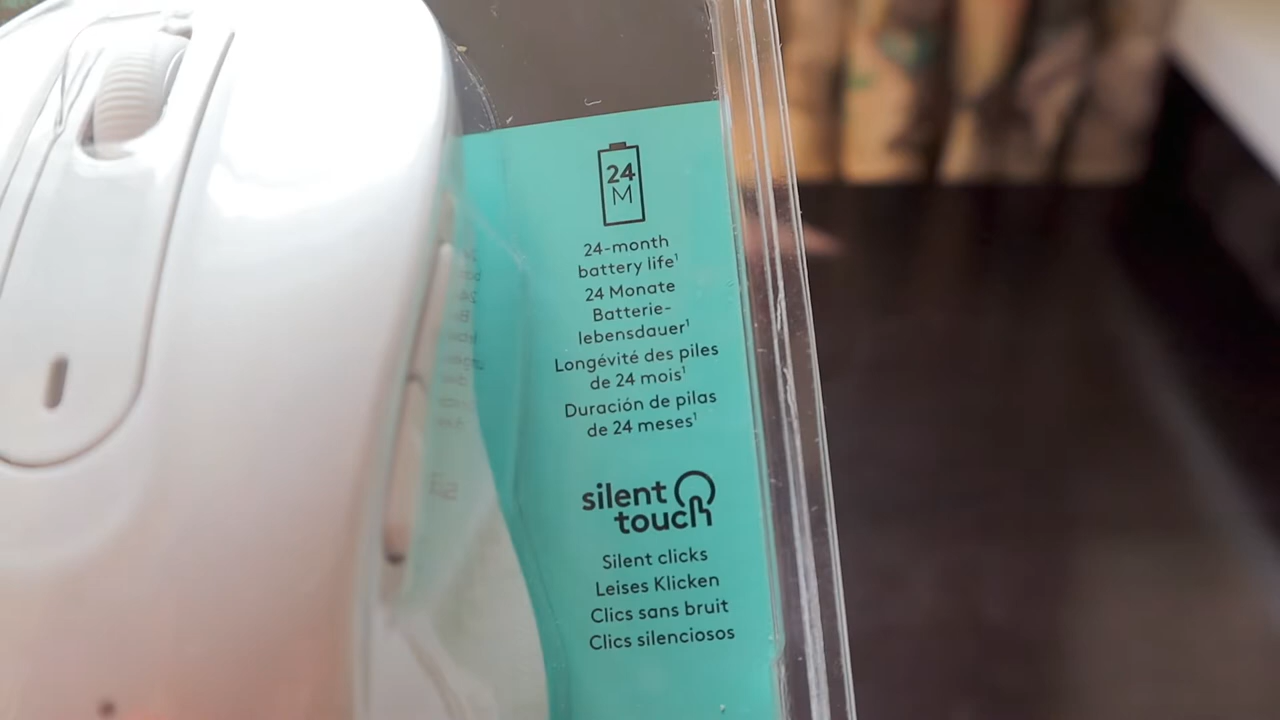 24
M
24-month
battery life¹
24 Monate
Batterie-
lebensdauer¹
Longévité des piles
de 24 mois¹
Duración de pilas
de 24 meses¹
silent
touch
Silent clicks
Leises Klicken
Clics sans bruit
Clics silenciosos